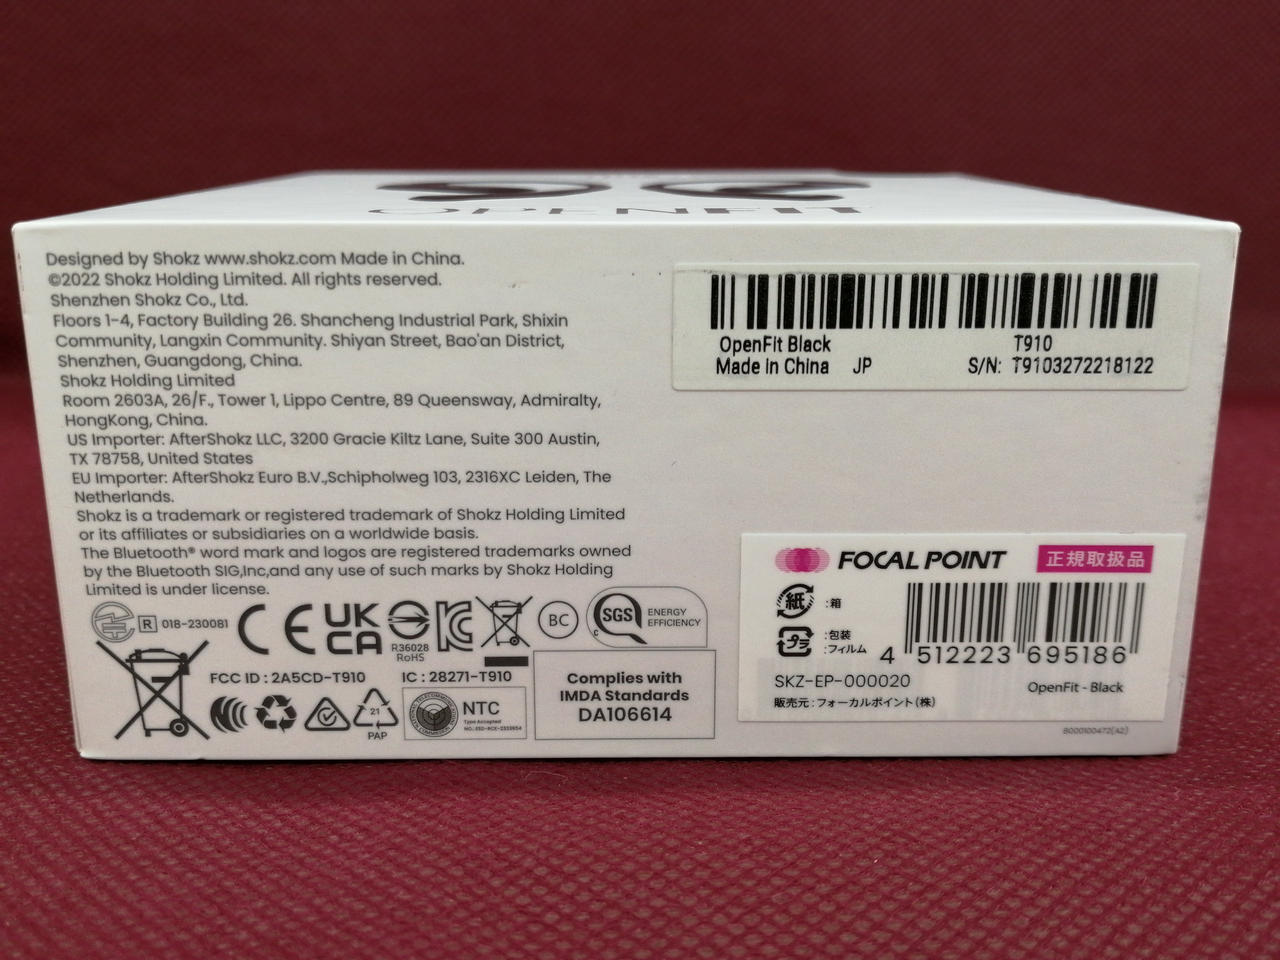 OPENFIT
Designed by Shokz www.shokz.com Made in China.
©2022 Shokz Holding Limited. All rights reserved.
Shenzhen Shokz Co., Ltd.
Floors 1-4, Factory Building 26. Shancheng Industrial Park, Shixin
Community, Langxin Community. Shiyan Street, Bao'an District,
Shenzhen, Guangdong, China.
Shokz Holding Limited
Room 2603A, 26/F., Tower 1, Lippo Centre, 89 Queensway, Admiralty,
HongKong, China.
US Importer: AfterShokz LLC, 3200 Gracie Kiltz Lane, Suite 300 Austin,
TX 78758, United States
EU Importer: AfterShokz Euro B.V.,Schipholweg 103, 2316XC Leiden, The
Netherlands.
Shokz is a trademark or registered trademark of Shokz Holding Limited
or its affiliates or subsidiaries on a worldwide basis.
The Bluetooth® word mark and logos are registered trademarks owned
by the Bluetooth SIG,Inc,and any use of such marks by Shokz Holding
Limited is under license.
R 018-230081
CE
UK
CA
R36028
RoHS
BC
SGS
C
ENERGY
EFFICIENCY
FCC ID : 2A5CD-T910
IC : 28271-T910
21
PAP
NTC
Type Accepted
Complies with
IMDA Standards
DA106614
OpenFit Black T910
Made in China JP S/N: T9103272218122
FOCAL POINT 正規取扱品
紙 :箱
プラ :包装
:フィルム
4 512223 695186
SKZ-EP-000020
OpenFit - Black
販売元 : フォーカルポイント(株)
8000100472(A2)